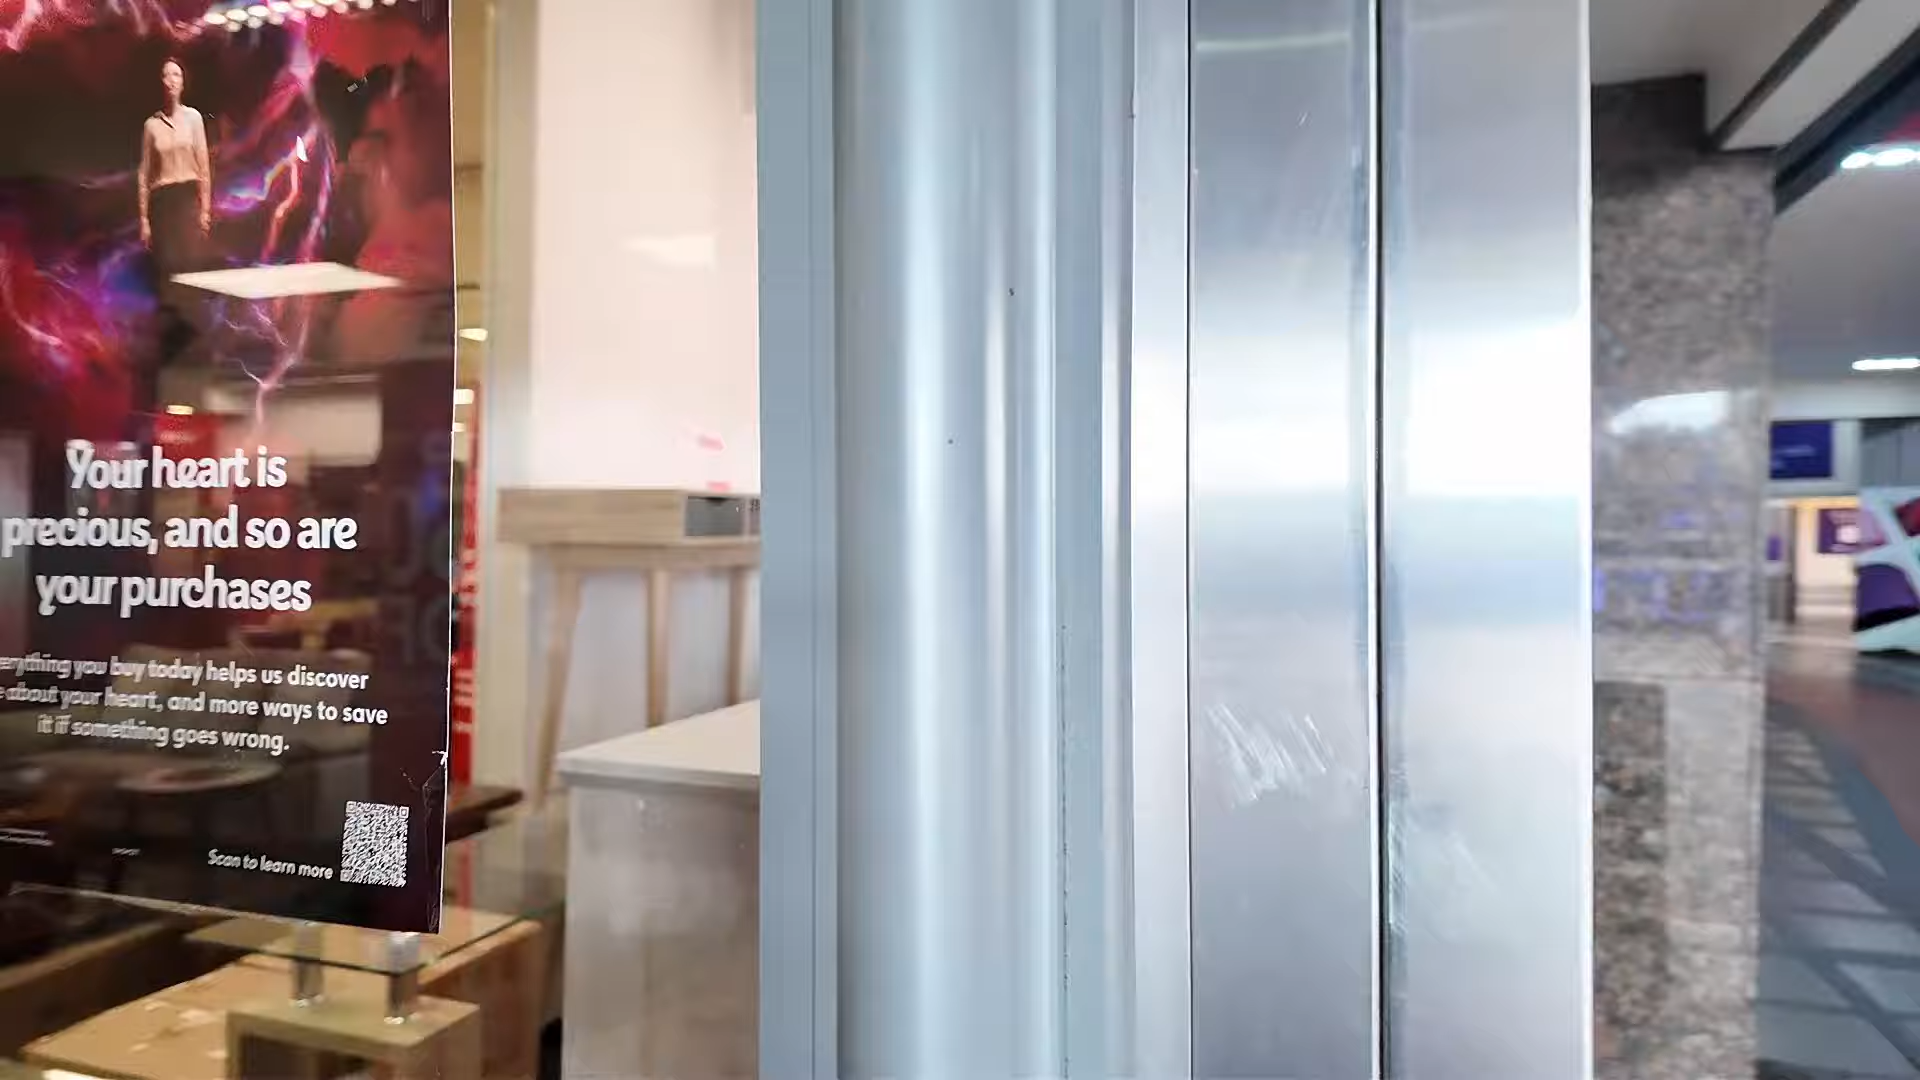 Your heart is
precious, and so are
your purchases
you buy today helps us discover
about your heart, and more ways to save
it if something goes wrong.
Scan to learn more